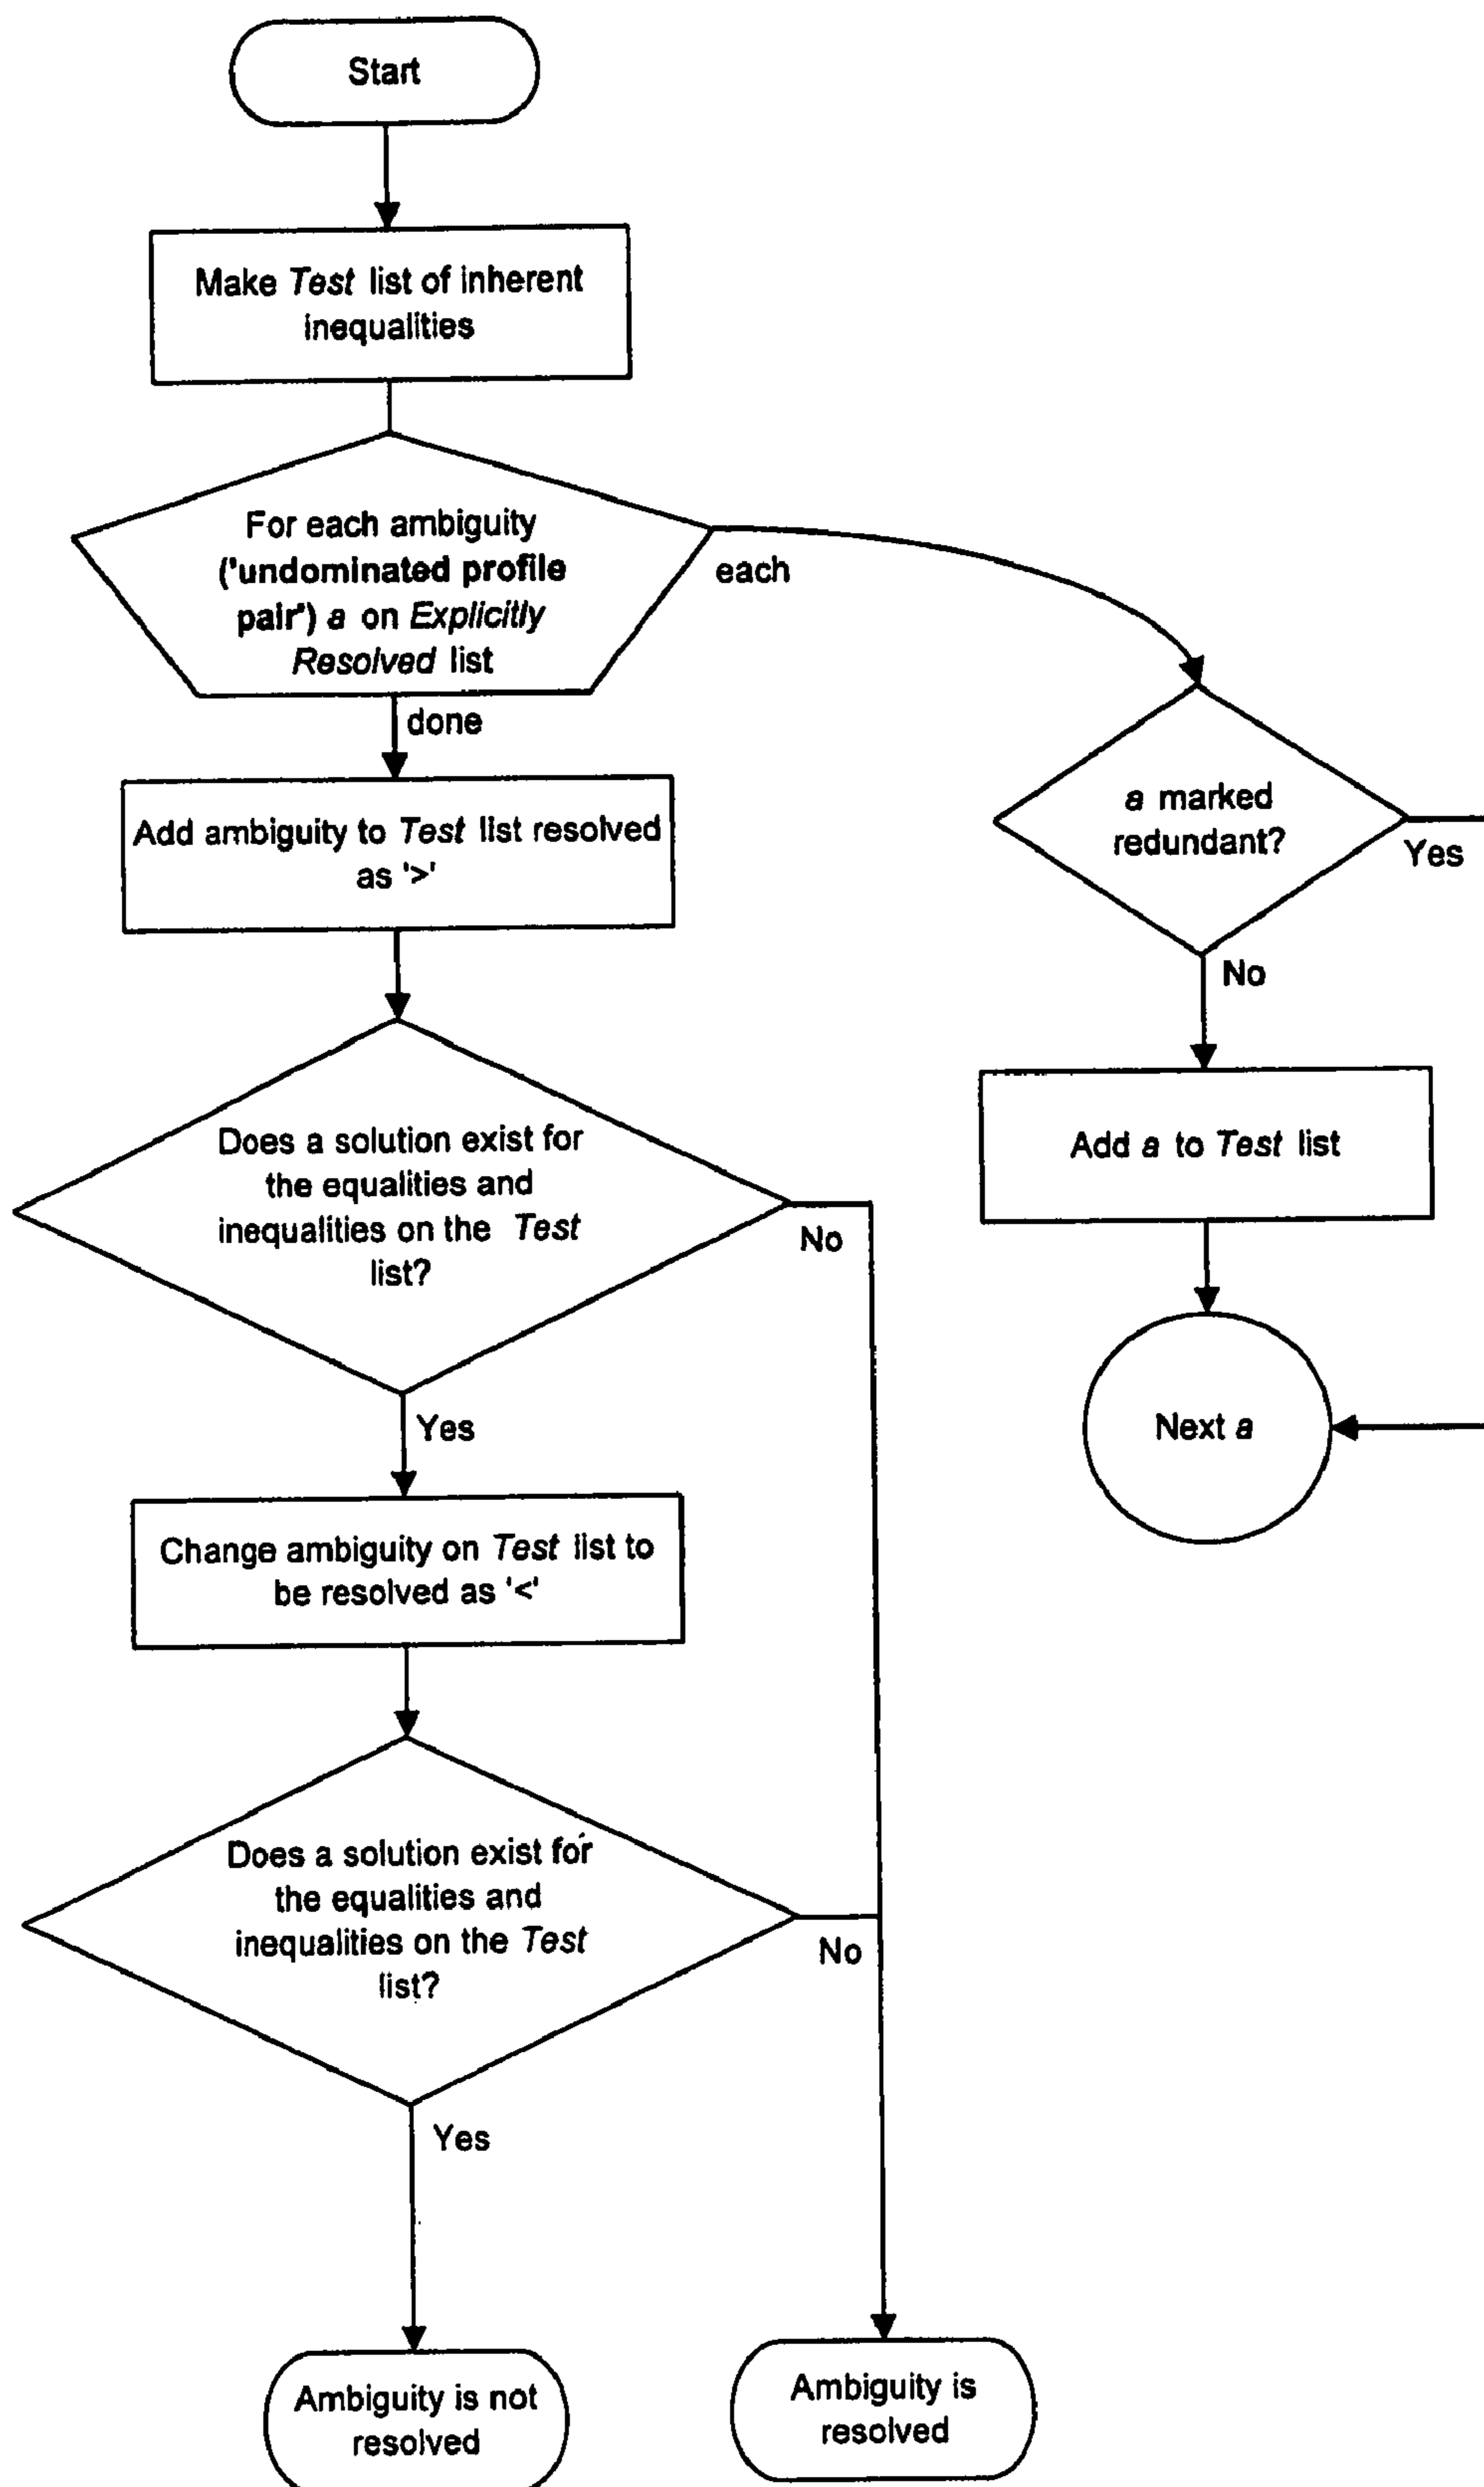 Start
Make Test list of inherent
inequalities
For each ambiguity
('undominated profile
pair') a on Explicitly
Resolved list
each
done
a marked
redundant?
Yes
No
Add a to Test list
Next a
Add ambiguity to Test list resolved
as '>'
Does a solution exist for
the equalities and
inequalities on the Test
list?
No
Yes
Change ambiguity on Test list to
be resolved as '<'
Does a solution exist for
the equalities and
inequalities on the Test
list?
No
Yes
Ambiguity is not
resolved
Ambiguity is
resolved